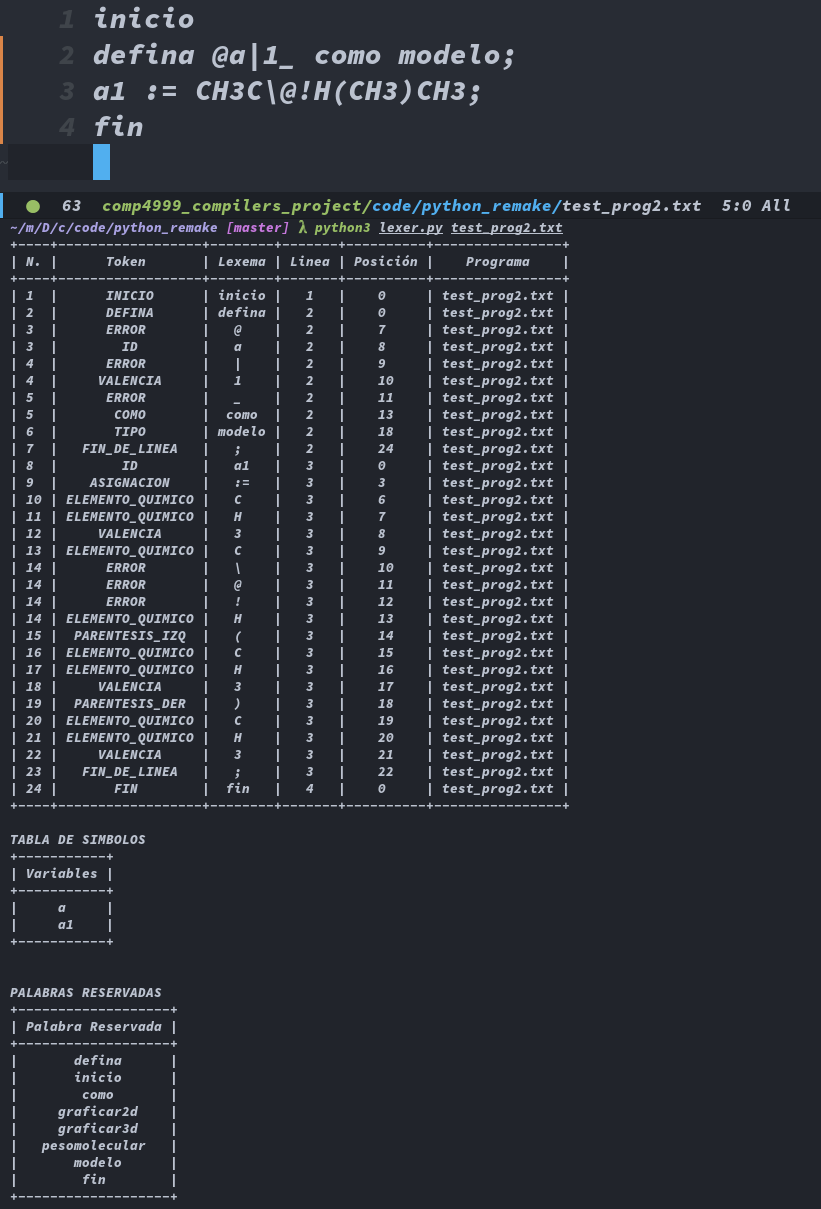 1 inicio
2 defina @a|1_ como modelo;
3 a1 := CH3C\@!H(CH3)CH3;
4 fin
~
63 comp4999_compilers_project/code/python_remake/test_prog2.txt 5:0 All
~/m/D/c/code/python_remake [master] λ python3 lexer.py test_prog2.txt
+----+------------------+--------+-------+----------+----------------+
| N. |      Token       | Lexema | Linea | Posición |    Programa    |
+----+------------------+--------+-------+----------+----------------+
| 1  |      INICIO      | inicio |   1   |    0     | test_prog2.txt |
| 2  |      DEFINA      | defina |   2   |    0     | test_prog2.txt |
| 3  |      ERROR       |   @    |   2   |    7     | test_prog2.txt |
| 3  |        ID        |   a    |   2   |    8     | test_prog2.txt |
| 4  |      ERROR       |   |    |   2   |    9     | test_prog2.txt |
| 4  |     VALENCIA     |   1    |   2   |    10    | test_prog2.txt |
| 5  |      ERROR       |   _    |   2   |    11    | test_prog2.txt |
| 5  |       COMO       |  como  |   2   |    13    | test_prog2.txt |
| 6  |       TIPO       | modelo |   2   |    18    | test_prog2.txt |
| 7  |   FIN_DE_LINEA   |   ;    |   2   |    24    | test_prog2.txt |
| 8  |        ID        |   a1   |   3   |    0     | test_prog2.txt |
| 9  |    ASIGNACION    |   :=   |   3   |    3     | test_prog2.txt |
| 10 | ELEMENTO_QUIMICO |   C    |   3   |    6     | test_prog2.txt |
| 11 | ELEMENTO_QUIMICO |   H    |   3   |    7     | test_prog2.txt |
| 12 |     VALENCIA     |   3    |   3   |    8     | test_prog2.txt |
| 13 | ELEMENTO_QUIMICO |   C    |   3   |    9     | test_prog2.txt |
| 14 |      ERROR       |   \    |   3   |    10    | test_prog2.txt |
| 14 |      ERROR       |   @    |   3   |    11    | test_prog2.txt |
| 14 |      ERROR       |   !    |   3   |    12    | test_prog2.txt |
| 14 | ELEMENTO_QUIMICO |   H    |   3   |    13    | test_prog2.txt |
| 15 |  PARENTESIS_IZQ  |   (    |   3   |    14    | test_prog2.txt |
| 16 | ELEMENTO_QUIMICO |   C    |   3   |    15    | test_prog2.txt |
| 17 | ELEMENTO_QUIMICO |   H    |   3   |    16    | test_prog2.txt |
| 18 |     VALENCIA     |   3    |   3   |    17    | test_prog2.txt |
| 19 |  PARENTESIS_DER  |   )    |   3   |    18    | test_prog2.txt |
| 20 | ELEMENTO_QUIMICO |   C    |   3   |    19    | test_prog2.txt |
| 21 | ELEMENTO_QUIMICO |   H    |   3   |    20    | test_prog2.txt |
| 22 |     VALENCIA     |   3    |   3   |    21    | test_prog2.txt |
| 23 |   FIN_DE_LINEA   |   ;    |   3   |    22    | test_prog2.txt |
| 24 |       FIN        |  fin   |   4   |    0     | test_prog2.txt |
+----+------------------+--------+-------+----------+----------------+
TABLA DE SIMBOLOS
+-----------+
| Variables |
+-----------+
|     a     |
|     a1    |
+-----------+
PALABRAS RESERVADAS
+-------------------+
| Palabra Reservada |
+-------------------+
|       defina      |
|       inicio      |
|        como       |
|     graficar2d    |
|     graficar3d    |
|   pesomolecular   |
|       modelo      |
|        fin        |
+-------------------+